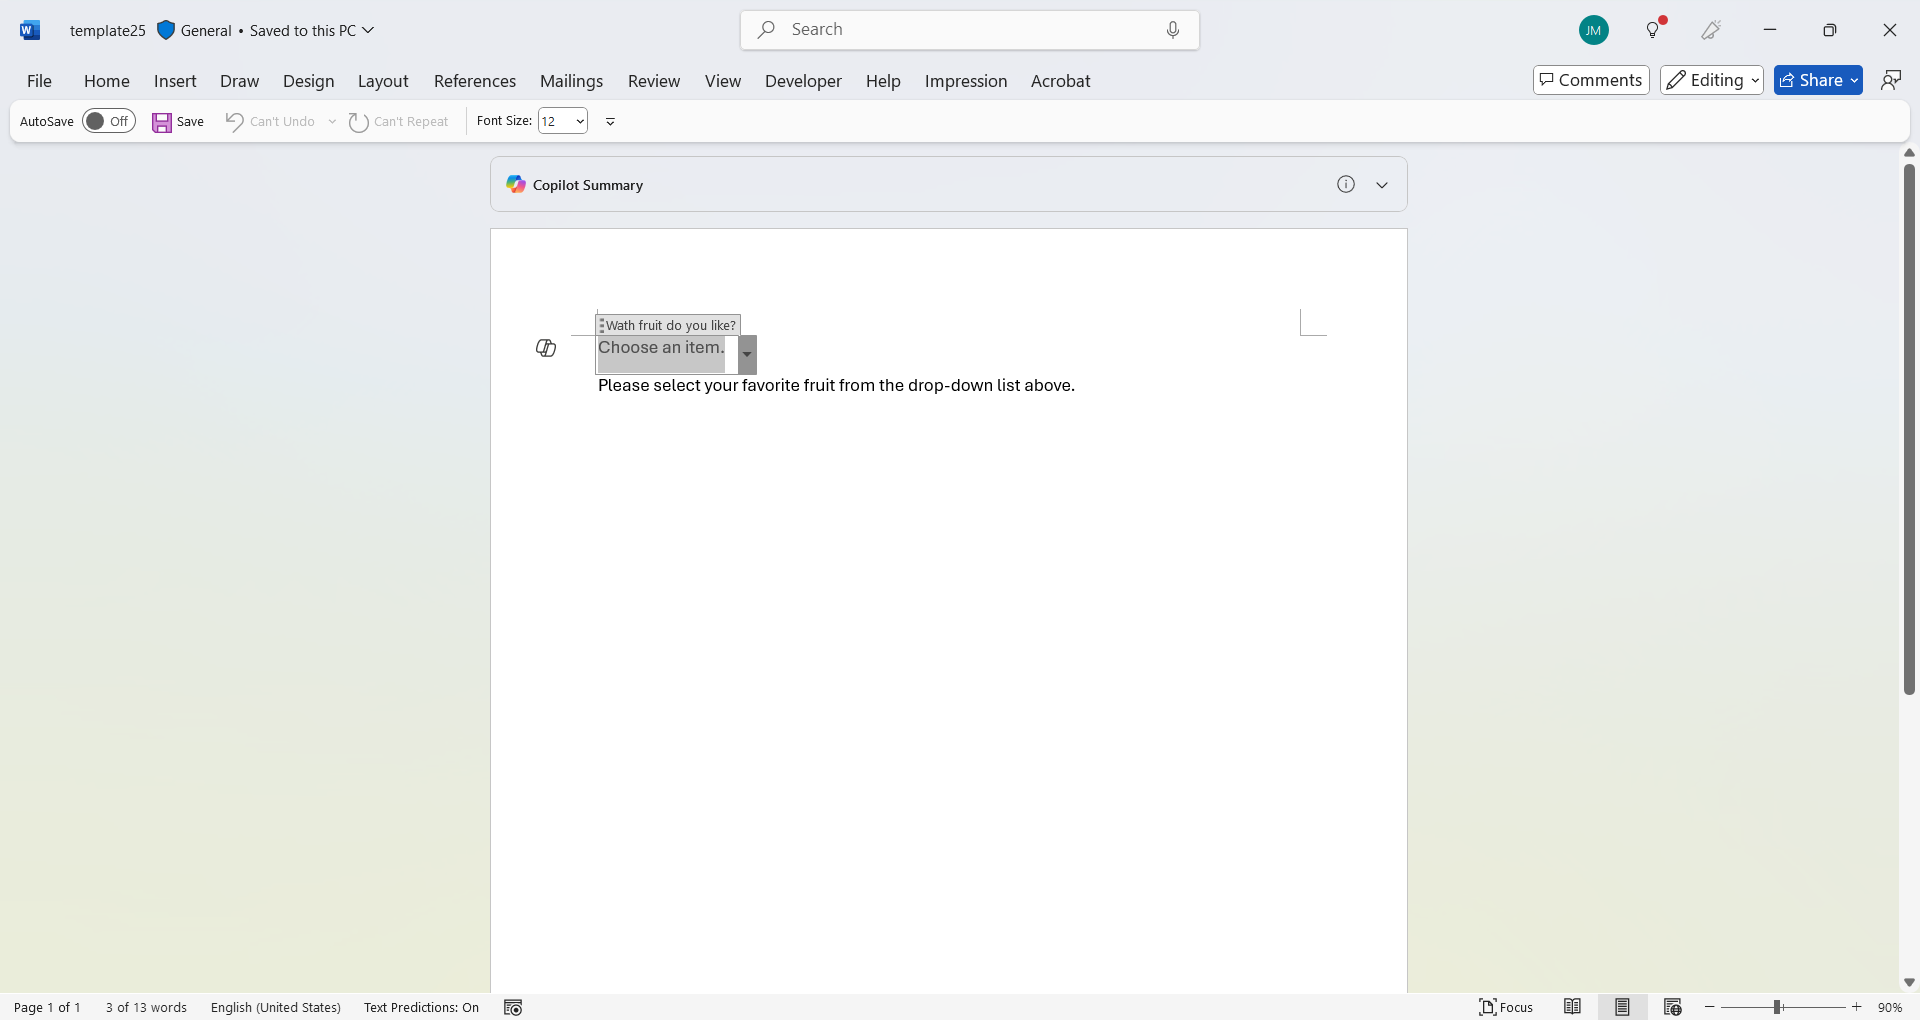 template25 General • Saved to this PC
Search
JM
File Home Insert Draw Design Layout References Mailings Review View Developer Help Impression Acrobat
Comments Editing Share
AutoSave Off Save Can't Undo Can't Repeat Font Size: 12
Copilot Summary
Wath fruit do you like?
Choose an item.
Please select your favorite fruit from the drop-down list above.
Page 1 of 1 3 of 13 words English (United States) Text Predictions: On Focus 90%